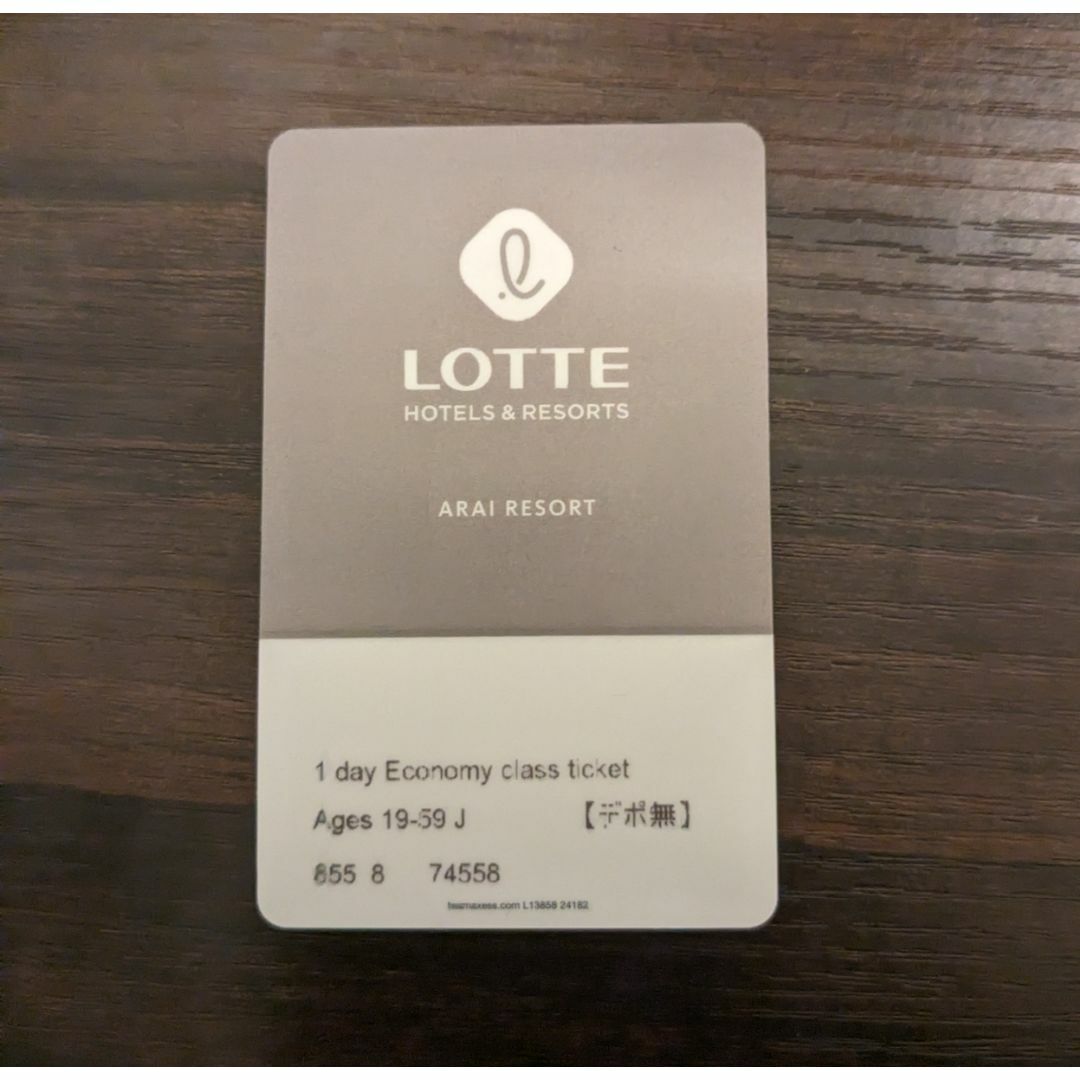 LOTTE
HOTELS & RESORTS
ARAI RESORT
1 day Economy class ticket
Ages 19-59 J 【デポ無】
855 8 74558
teamaxess.com L13858 24182